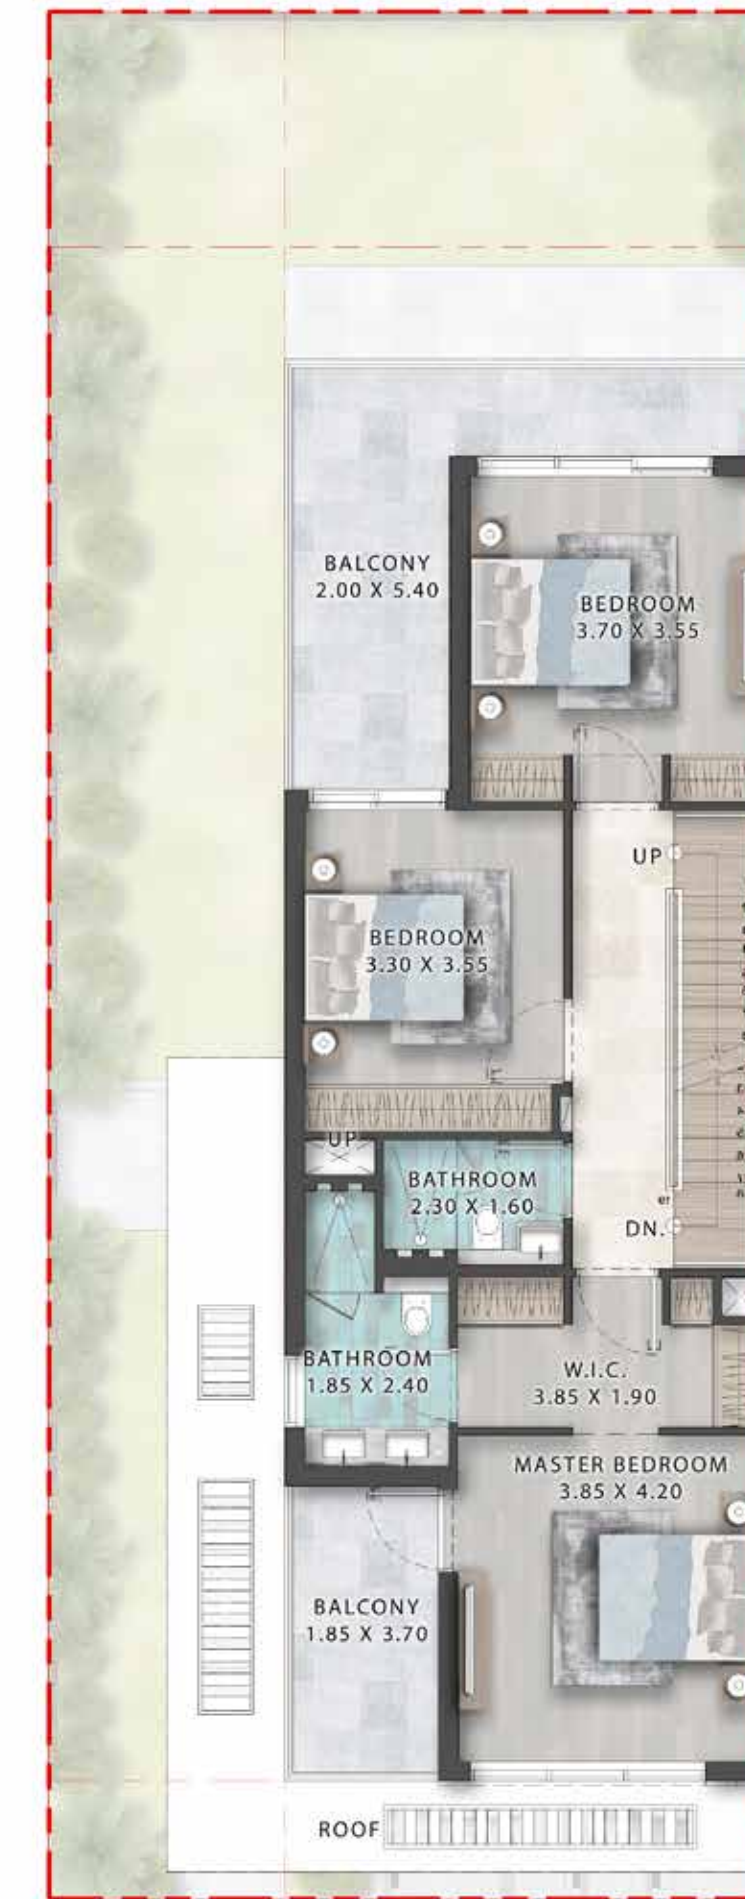 BALCONY
2.00 X 5.40
BEDROOM
3.70 X 3.55
UP
BEDROOM
3.30 X 3.55
UP
BATHROOM
2.30 X 1.60
er
DN.
BATHROOM
1.85 X 2.40
W.I.C.
3.85 X 1.90
MASTER BEDROOM
3.85 X 4.20
BALCONY
1.85 X 3.70
ROOF